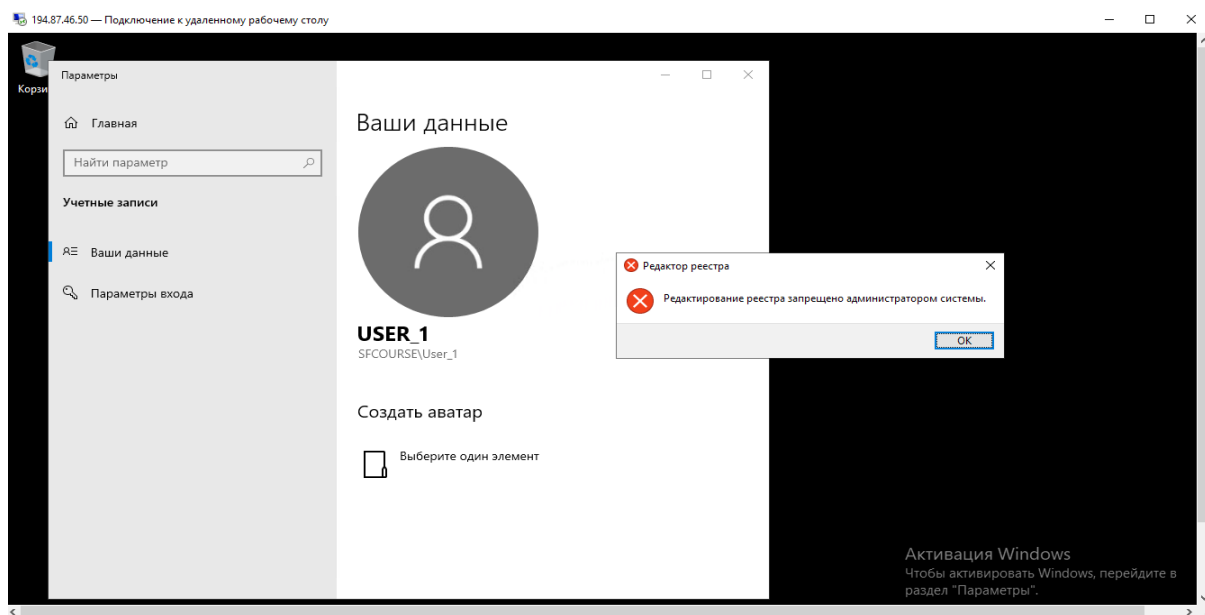 194.87.46.50 — Подключение к удаленному рабочему столу
Параметры
Главная
Найти параметр
Учетные записи
Ваши данные
Параметры входа
Ваши данные
USER_1
SFCOURSE\User_1
Создать аватар
Выберите один элемент
Редактор реестра
Редактирование реестра запрещено администратором системы.
OK
Активация Windows
Чтобы активировать Windows, перейдите в
раздел "Параметры".